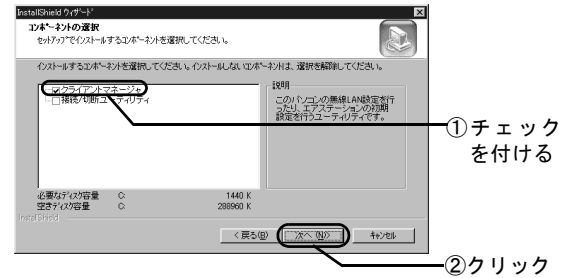 InstallShield ウィザード
コンポーネントの選択
セットアップでインストールするコンポーネントを選択してください。
インストールするコンポーネントを選択してください。インストールしないコンポーネントは、選択を解除してください。
クライアントマネージャ
接続/切断ユーティリティ
説明
このパソコンの無線LAN設定を行
ったり、エアステーションの初期
設定を行うユーティリティです。
①チェック
を付ける
必要なディスク容量 C: 1440 K
空きディスク容量 C: 288960 K
InstallShield
< 戻る(B) 次へ (N)> キャンセル
②クリック